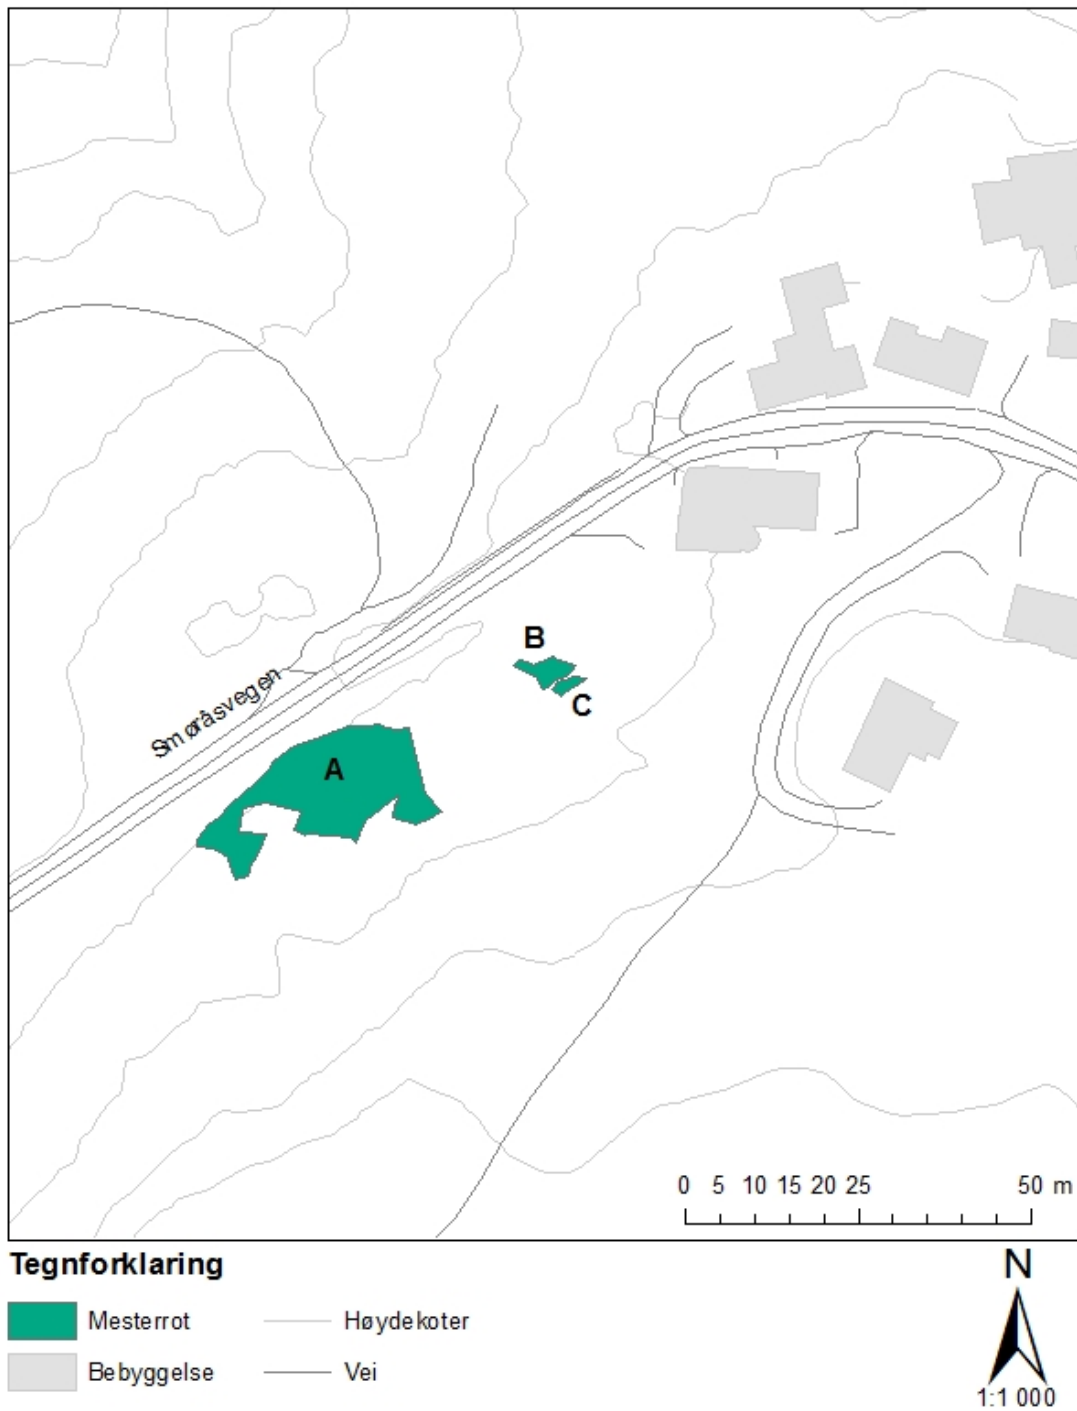 B
C
Smøråsvegen
A
0 5 10 15 20 25 50 m
Tegnforklaring
N
Mesterrot Høydekoter
Bebyggelse Vei
1:1 000